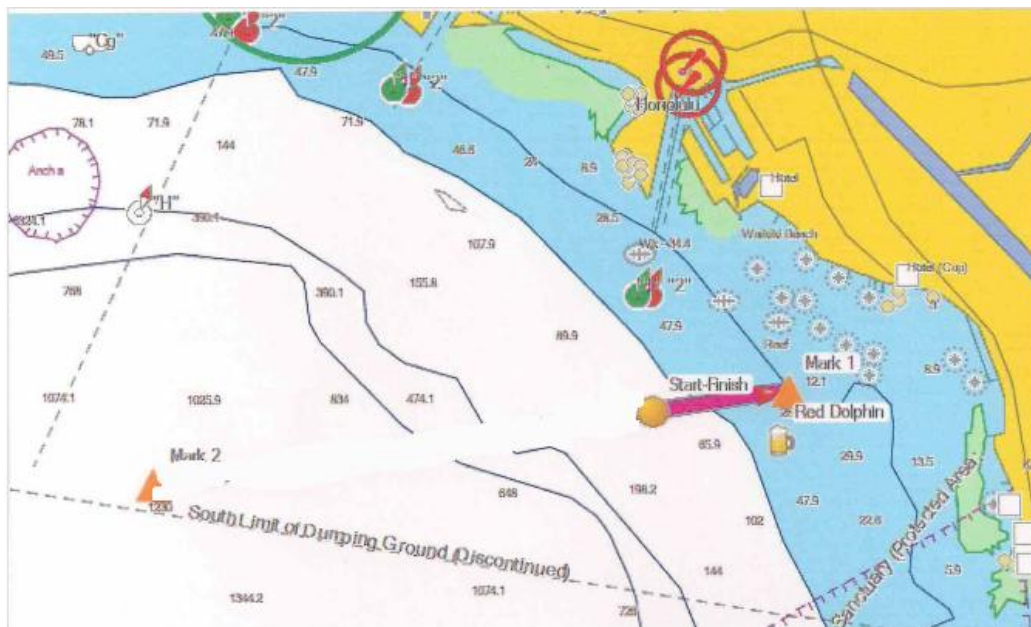 "2"
"Gg"
49.5
47.9
"2"
78.1
71.9
71.9
144
46.6
24
8.9
Honolulu
Hotel
Anch a
"H"
390.1
28.5
Waikiki Beach
107.9
34.4
Hotel (Cup)
768
390.1
155.8
"2"
47.9
Reef
89.9
Mark 1
8.9
Start-Finish
12.1
1074.1
1025.9
834
474.1
Red Dolphin
65.9
29.9
13.5
Mark 2
648
198.2
47.9
1230
102
22.6
South Limit of Dumping Ground (Discontinued)
Sanctuary (Protected Area)
144
5.9
1344.2
1074.1